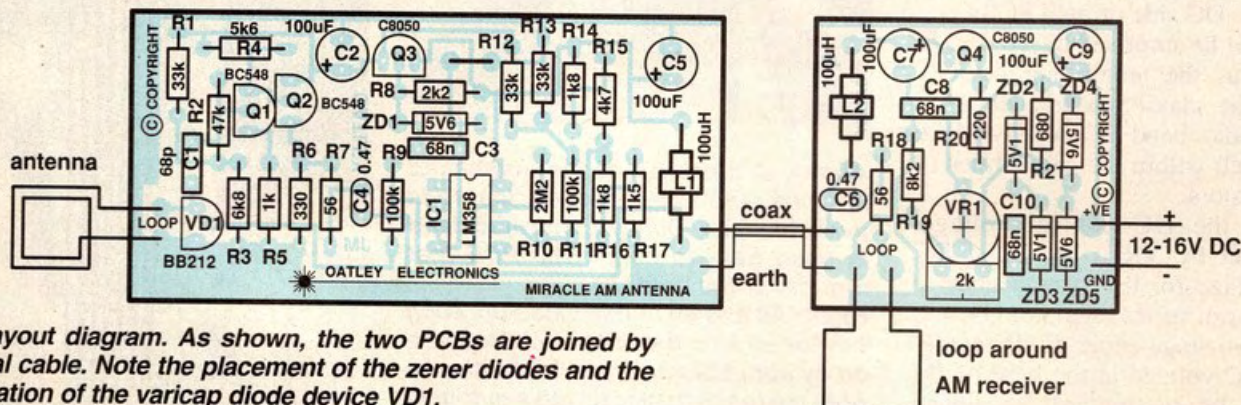 © COPYRIGHT
R1
33k
5k6
R4
BC548
R2
47k
Q1
Q2
BC548
100uF
C2
+
C8050
Q3
R8
2k2
ZD1
5V6
68n
C3
R12
33k
R13
33k
R14
1k8
R15
4k7
C5
+
100uF
100uH
L1
68p
C1
antenna
LOOP
VD1
BB212
R6
R7
0.47
C4
R9
6k8
1k
330
56
100k
R3
R5
IC1
LM358
2M2
100k
1k8
1k5
R10
R11
R16
R17
OATLEY ELECTRONICS
MIRACLE AM ANTENNA
coax
earth
100uH
L2
100uF
C7
+
Q4
C8050
100uF
C9
+
C8
68n
ZD2
ZD4
R18
56
8k2
R19
R20
220
5V1
680
R21
5V6
© COPYRIGHT
0.47
C6
LOOP
VR1
2k
C10
68n
5V1
5V6
ZD3
ZD5
+VE
GND
+
12-16V DC
-
loop around
AM receiver
ayout diagram. As shown, the two PCBs are joined by
al cable. Note the placement of the zener diodes and the
ation of the varicap diode device VD1.